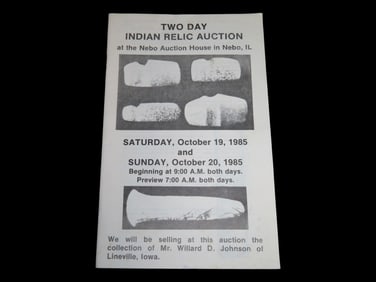 TWO DAY
INDIAN RELIC AUCTION
at the Nebo Auction House in Nebo, IL
SATURDAY, October 19, 1985
and
SUNDAY, October 20, 1985
Beginning at 9:00 A.M. both days.
Preview 7:00 A.M. both days.
We will be selling at this auction the
collection of Mr. Willard D. Johnson of
Lineville, Iowa.